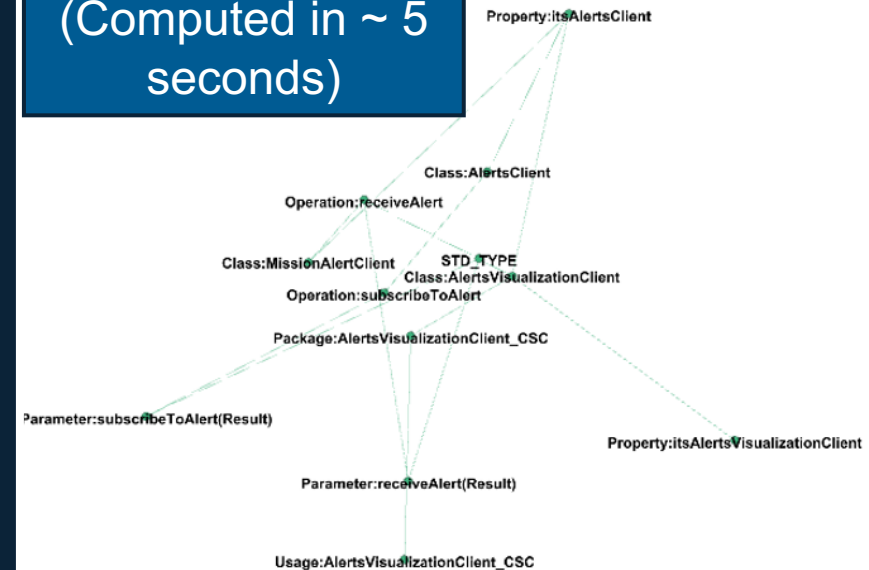 (Computed in ~ 5
seconds)
Property:itsAlertsClient
Class:AlertsClient
Operation:receiveAlert
Class:MissionAlertClient
STD_TYPE
Class:AlertsVisualizationClient
Operation:subscribeToAlert
Package:AlertsVisualizationClient_CSC
Parameter:subscribeToAlert(Result)
Property:itsAlertsVisualizationClient
Parameter:receiveAlert(Result)
Usage:AlertsVisualizationClient_CSC